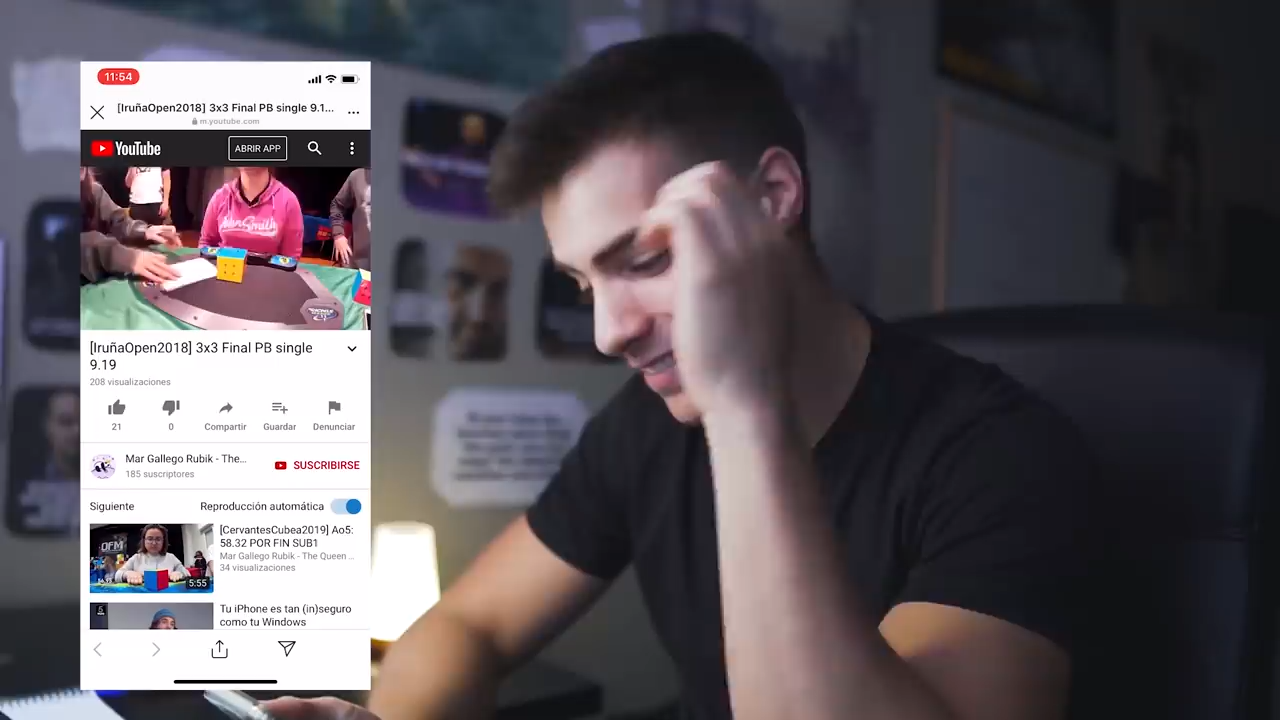 11:54
[IruñaOpen2018] 3x3 Final PB single 9.1...
m.youtube.com
YouTube
ABRIR APP
[IruñaOpen2018] 3x3 Final PB single
9.19
208 visualizaciones
21
0
Compartir
Guardar
Denunciar
Mar Gallego Rubik - The...
185 suscriptores
SUSCRIBIRSE
Siguiente
Reproducción automática
[CervantesCubea2019] Ao5:
58.32 POR FIN SUB1
Mar Gallego Rubik - The Queen ...
34 visualizaciones
5:55
Tu iPhone es tan (in)seguro
como tu Windows